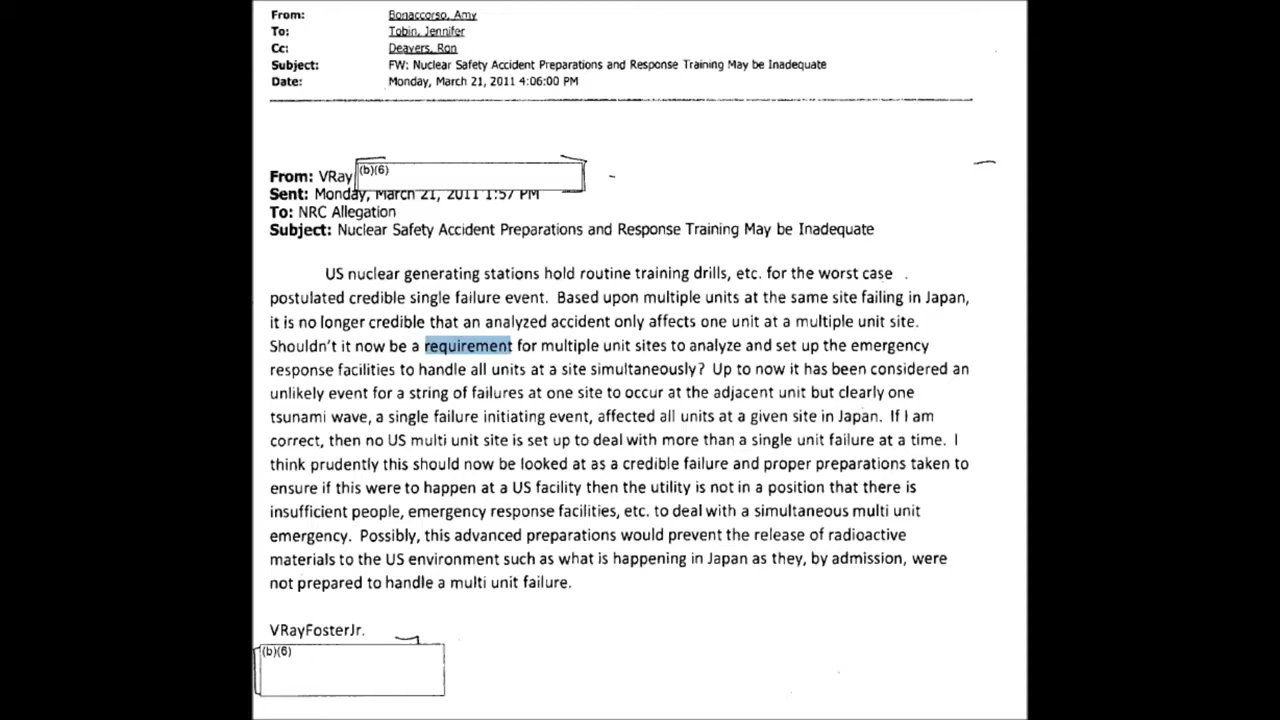 From: Bonaccorso, Amy
To: Tobin, Jennifer
Cc: Deavers, Ron
Subject: FW: Nuclear Safety Accident Preparations and Response Training May be Inadequate
Date: Monday, March 21, 2011 4:06:00 PM
From: VRay (b)(6)
Sent: Monday, March 21, 2011 1:57 PM
To: NRC Allegation
Subject: Nuclear Safety Accident Preparations and Response Training May be Inadequate
US nuclear generating stations hold routine training drills, etc. for the worst case
postulated credible single failure event. Based upon multiple units at the same site failing in Japan,
it is no longer credible that an analyzed accident only affects one unit at a multiple unit site.
Shouldn't it now be a requirement for multiple unit sites to analyze and set up the emergency
response facilities to handle all units at a site simultaneously? Up to now it has been considered an
unlikely event for a string of failures at one site to occur at the adjacent unit but clearly one
tsunami wave, a single failure initiating event, affected all units at a given site in Japan. If I am
correct, then no US multi unit site is set up to deal with more than a single unit failure at a time. I
think prudently this should now be looked at as a credible failure and proper preparations taken to
ensure if this were to happen at a US facility then the utility is not in a position that there is
insufficient people, emergency response facilities, etc. to deal with a simultaneous multi unit
emergency. Possibly, this advanced preparations would prevent the release of radioactive
materials to the US environment such as what is happening in Japan as they, by admission, were
not prepared to handle a multi unit failure.
VRayFosterJr.
(b)(6)